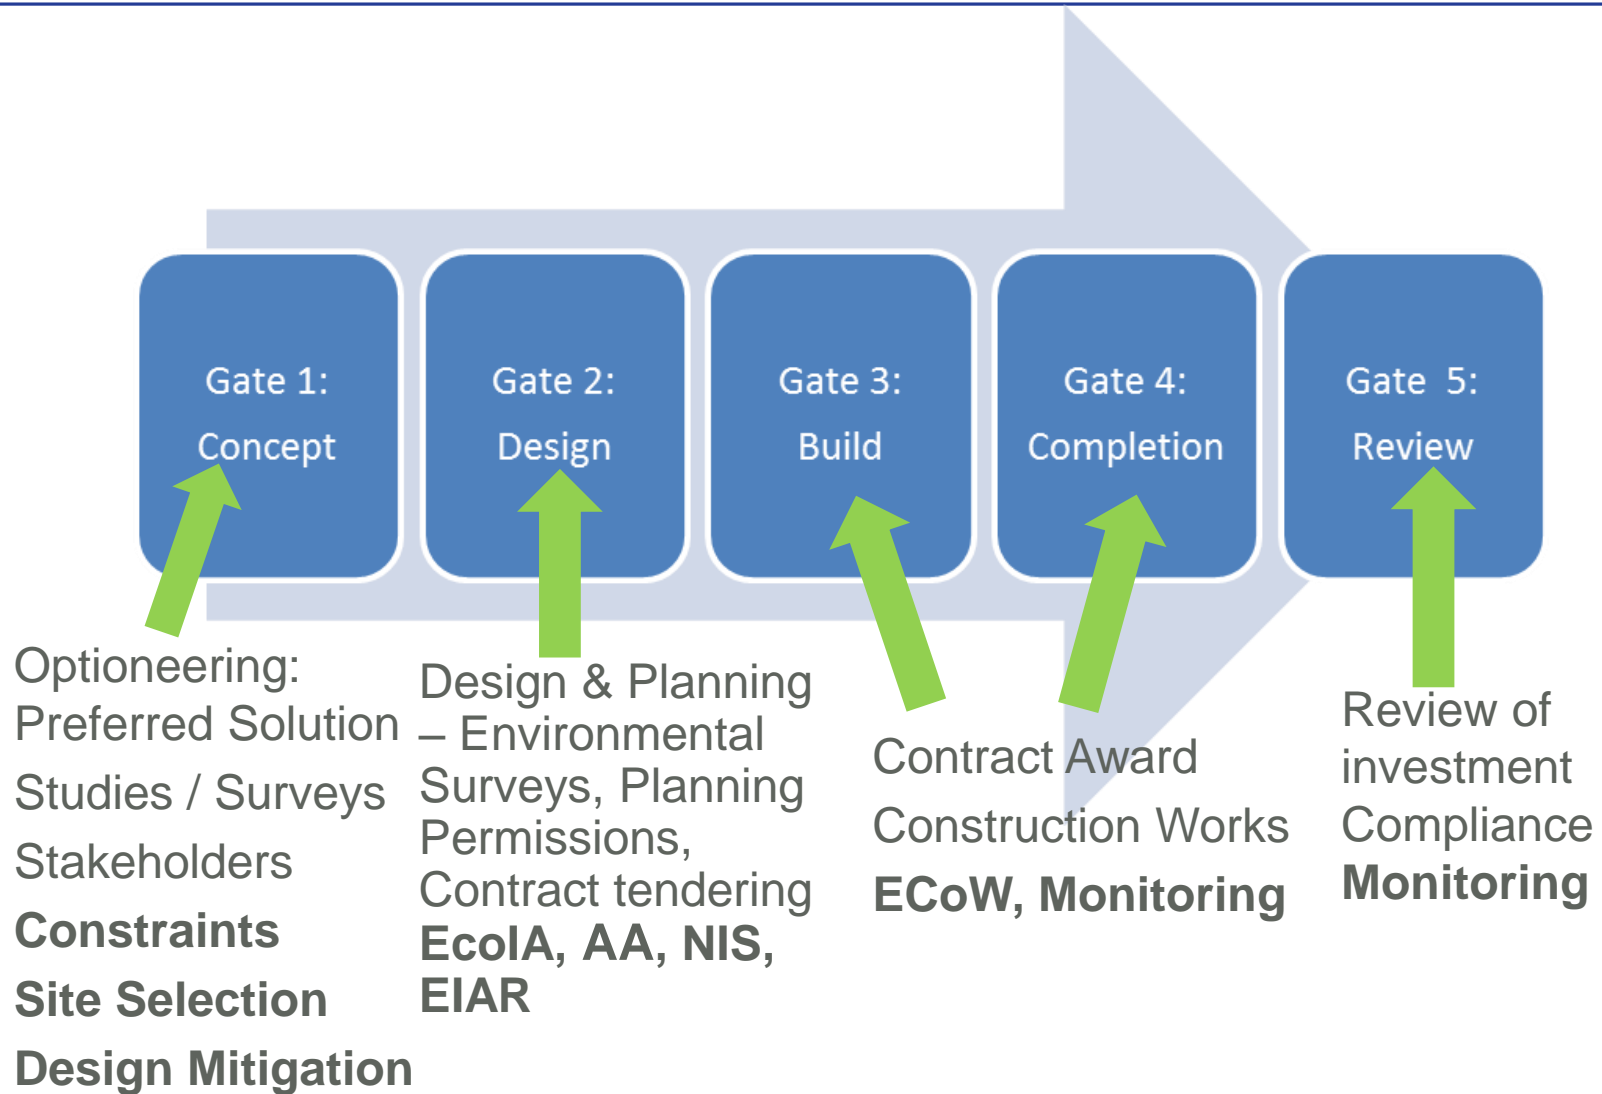 Gate 1:
Concept
Gate 2:
Design
Gate 3:
Build
Gate 4:
Completion
Gate 5:
Review
Optioneering:
Preferred Solution
Studies / Surveys
Stakeholders
Constraints
Site Selection
Design Mitigation
Design & Planning
– Environmental
Surveys, Planning
Permissions,
Contract tendering
EcoIA, AA, NIS,
EIAR
Contract Award
Construction Works
ECoW, Monitoring
Review of
investment
Compliance
Monitoring